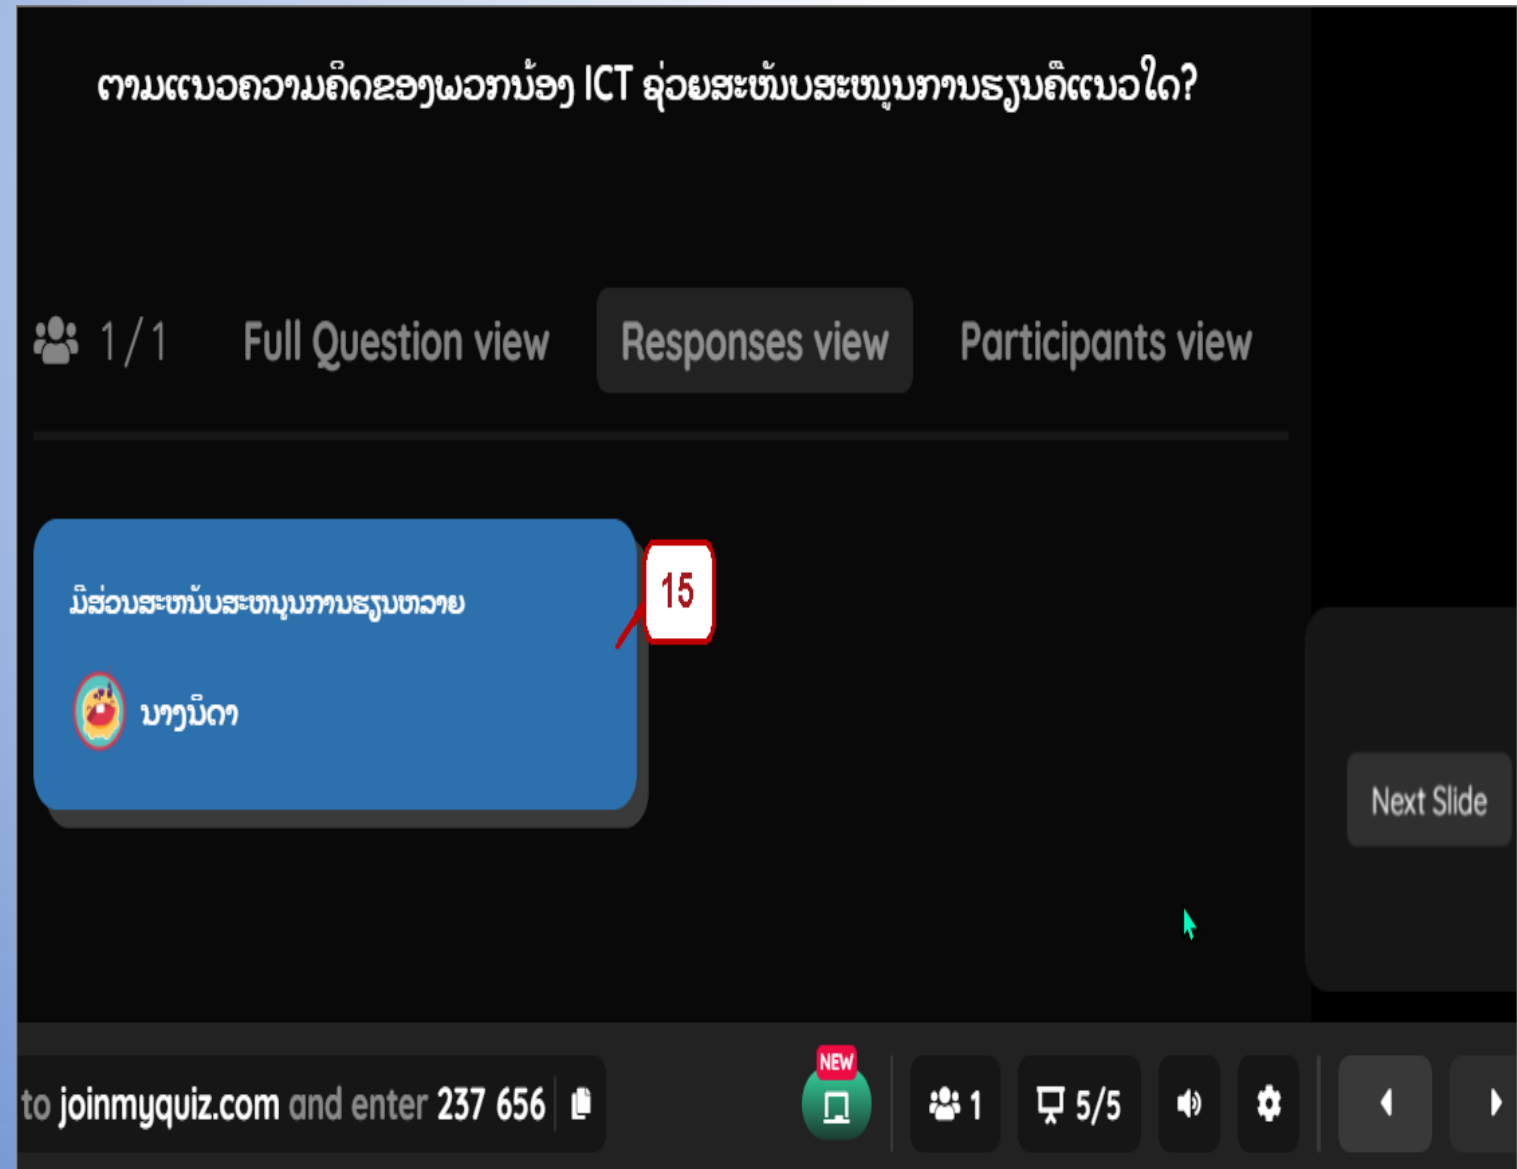 ຕາມແນວຄວາມຄິດຂອງພວກນ້ອງ ICT ຊ່ວຍສະໜັບສະໜູນການຮຽນຄືແນວໃດ?
1/1 Full Question view Responses view Participants view
ມີສ່ວນສະຫນັບສະຫນູນການຮຽນຫລາຍ
15
ນາງນິດາ
Next Slide
to joinmyquiz.com and enter 237 656
NEW
1
5/5